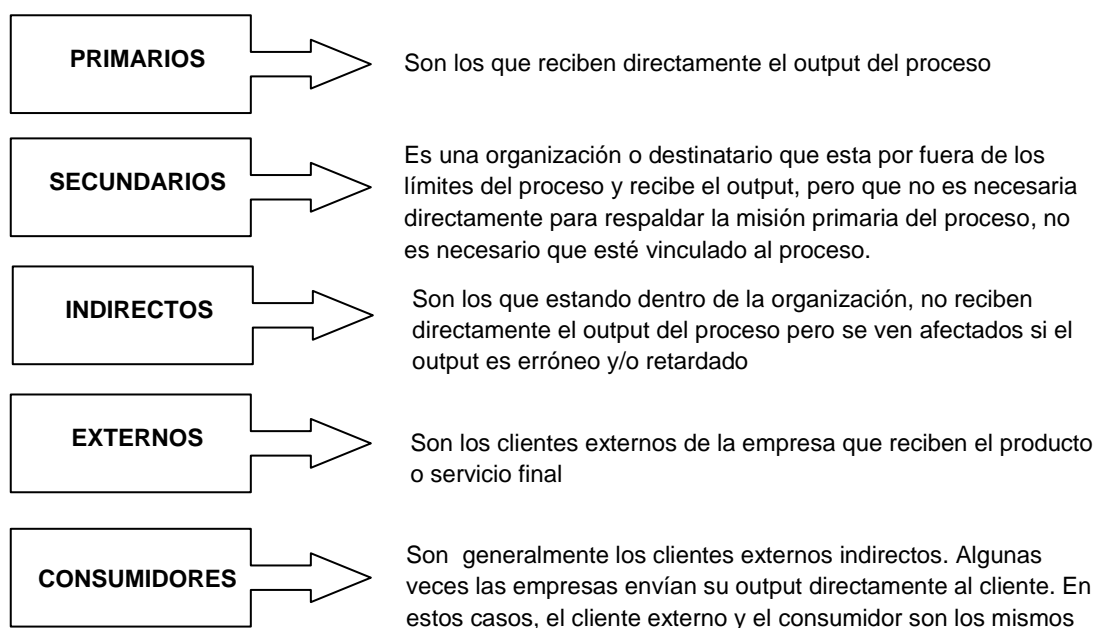 PRIMARIOS
Son los que reciben directamente el output del proceso
SECUNDARIOS
Es una organización o destinatario que esta por fuera de los
límites del proceso y recibe el output, pero que no es necesaria
directamente para respaldar la misión primaria del proceso, no
es necesario que esté vinculado al proceso.
INDIRECTOS
Son los que estando dentro de la organización, no reciben
directamente el output del proceso pero se ven afectados si el
output es erróneo y/o retardado
EXTERNOS
Son los clientes externos de la empresa que reciben el producto
o servicio final
CONSUMIDORES
Son generalmente los clientes externos indirectos. Algunas
veces las empresas envían su output directamente al cliente. En
estos casos, el cliente externo y el consumidor son los mismos